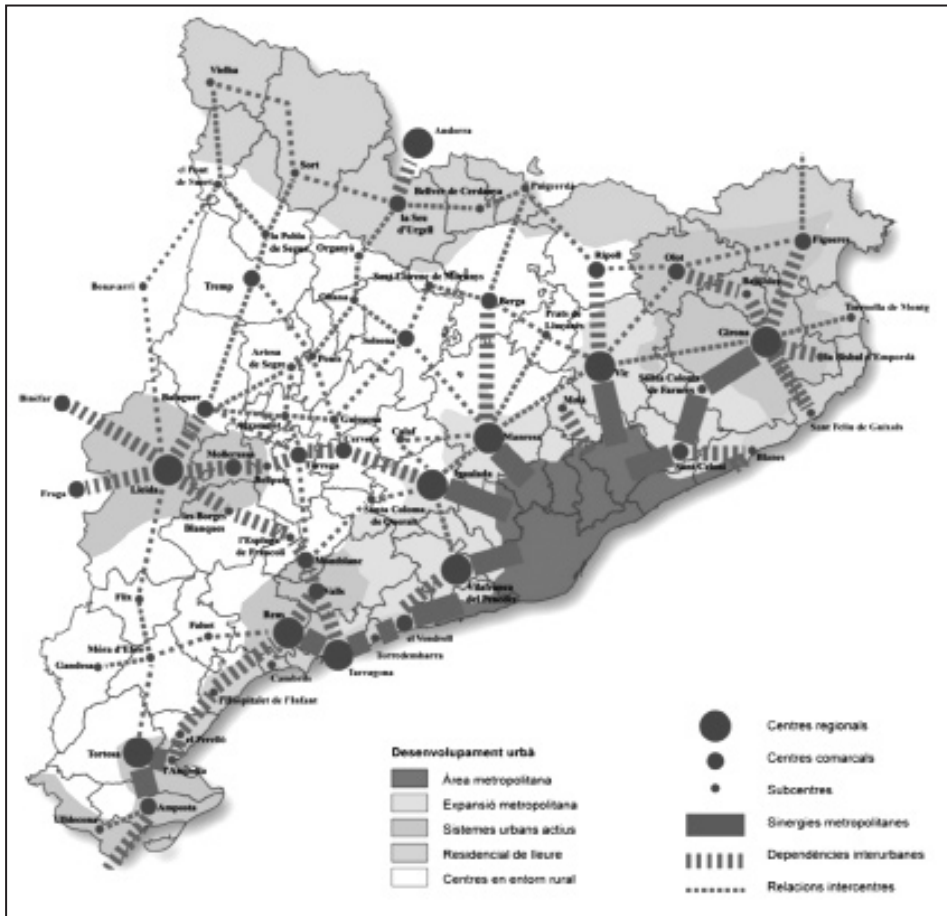 Vielha
Andorra
el Pont
de Suert
Sort
Bellver de Cerdanya
Puigcerdà
la Seu
d'Urgell
la Pobla
de Segur
Organyà
Ripoll
Olot
Figueres
Benavarri
Tremp
Sant Llorenç de Morunys
Berga
Oliana
Prats de
Lluçanès
Girona
Solsona
Artesa
de Segre
Ponts
Vic
la Bisbal d'Empordà
Santa Coloma
de Farners
Binefar
Balaguer
Moià
Guissona
Sant Feliu de Guíxols
Calaf
Manresa
Cervera
Mollerussa
Tàrrega
Igualada
Sant Celoni
Blanes
Lleida
Bellpuig
Fraga
Santa Coloma
de Queralt
les Borges
Blanques
l'Espluga
de Francolí
Montblanc
Vilafranca
del Penedès
Valls
Flix
Reus
Falset
el Vendrell
Móra d'Ebre
Torredembarra
Gandesa
Tarragona
Cambrils
l'Hospitalet de l'Infant
el Perelló
Tortosa
l'Ampolla
Amposta
Ulldecona
Desenvolupament urbà
Àrea metropolitana
Expansió metropolitana
Sistemes urbans actius
Residencial de lleure
Centres en entorn rural
Centres regionals
Centres comarcals
Subcentres
Sinergies metropolitanes
Dependències interurbanes
Relacions intercentres